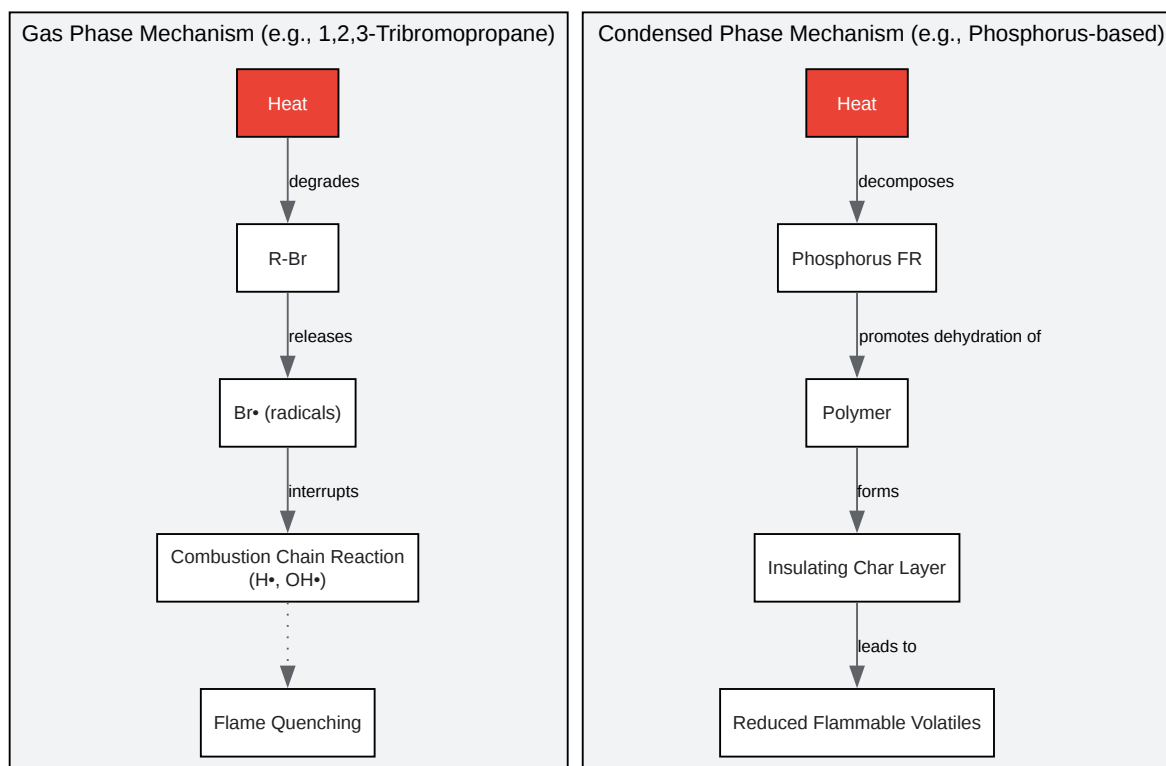 Gas Phase Mechanism (e.g., 1,2,3-Tribromopropane)
Heat
degrades
R-Br
releases
Br• (radicals)
interrupts
Combustion Chain Reaction
(H•, OH•)
Flame Quenching
Condensed Phase Mechanism (e.g., Phosphorus-based)
Heat
decomposes
Phosphorus FR
promotes dehydration of
Polymer
forms
Insulating Char Layer
leads to
Reduced Flammable Volatiles